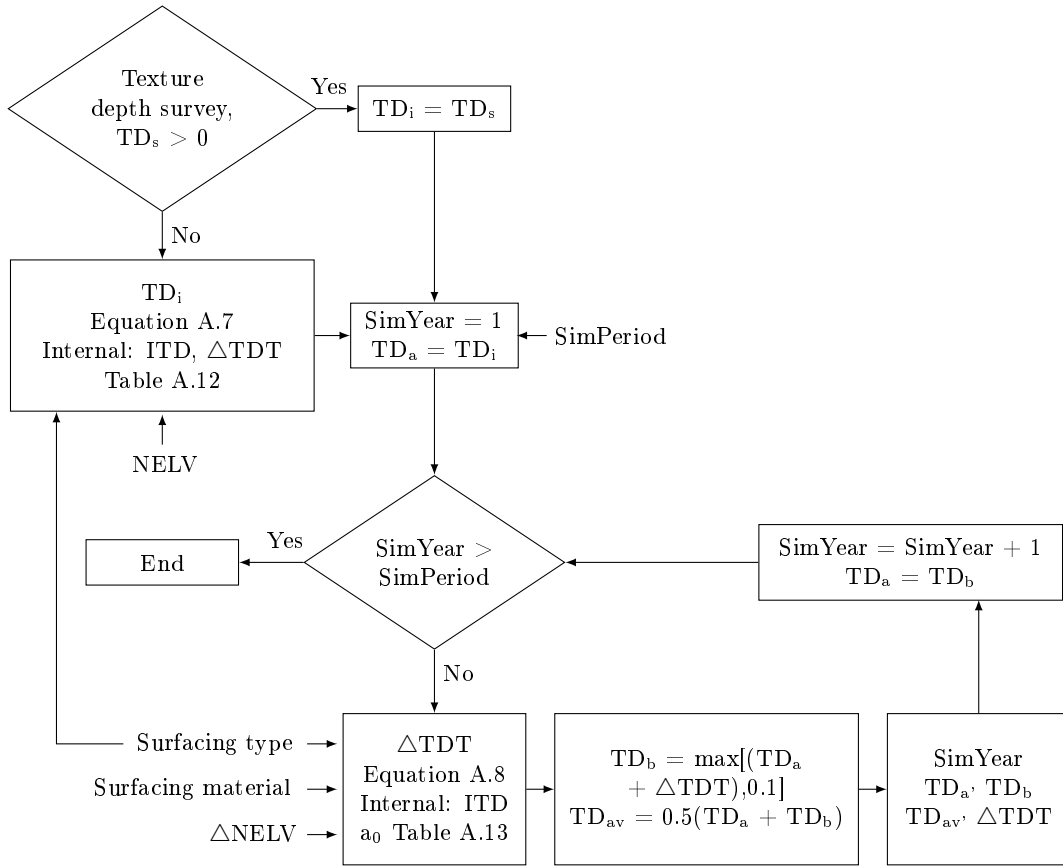 Texture
depth survey,
TDs > 0
Yes
TDi = TDs
No
TDi
Equation A.7
Internal: ITD, △TDT
Table A.12
SimYear = 1
TDa = TDi
SimPeriod
NELV
SimYear >
SimPeriod
Yes
End
SimYear = SimYear + 1
TDa = TDb
No
Surfacing type
Surfacing material
△NELV
△TDT
Equation A.8
Internal: ITD
a0 Table A.13
TDb = max[(TDa
+ △TDT),0.1]
TDav = 0.5(TDa + TDb)
SimYear
TDa, TDb
TDav, △TDT